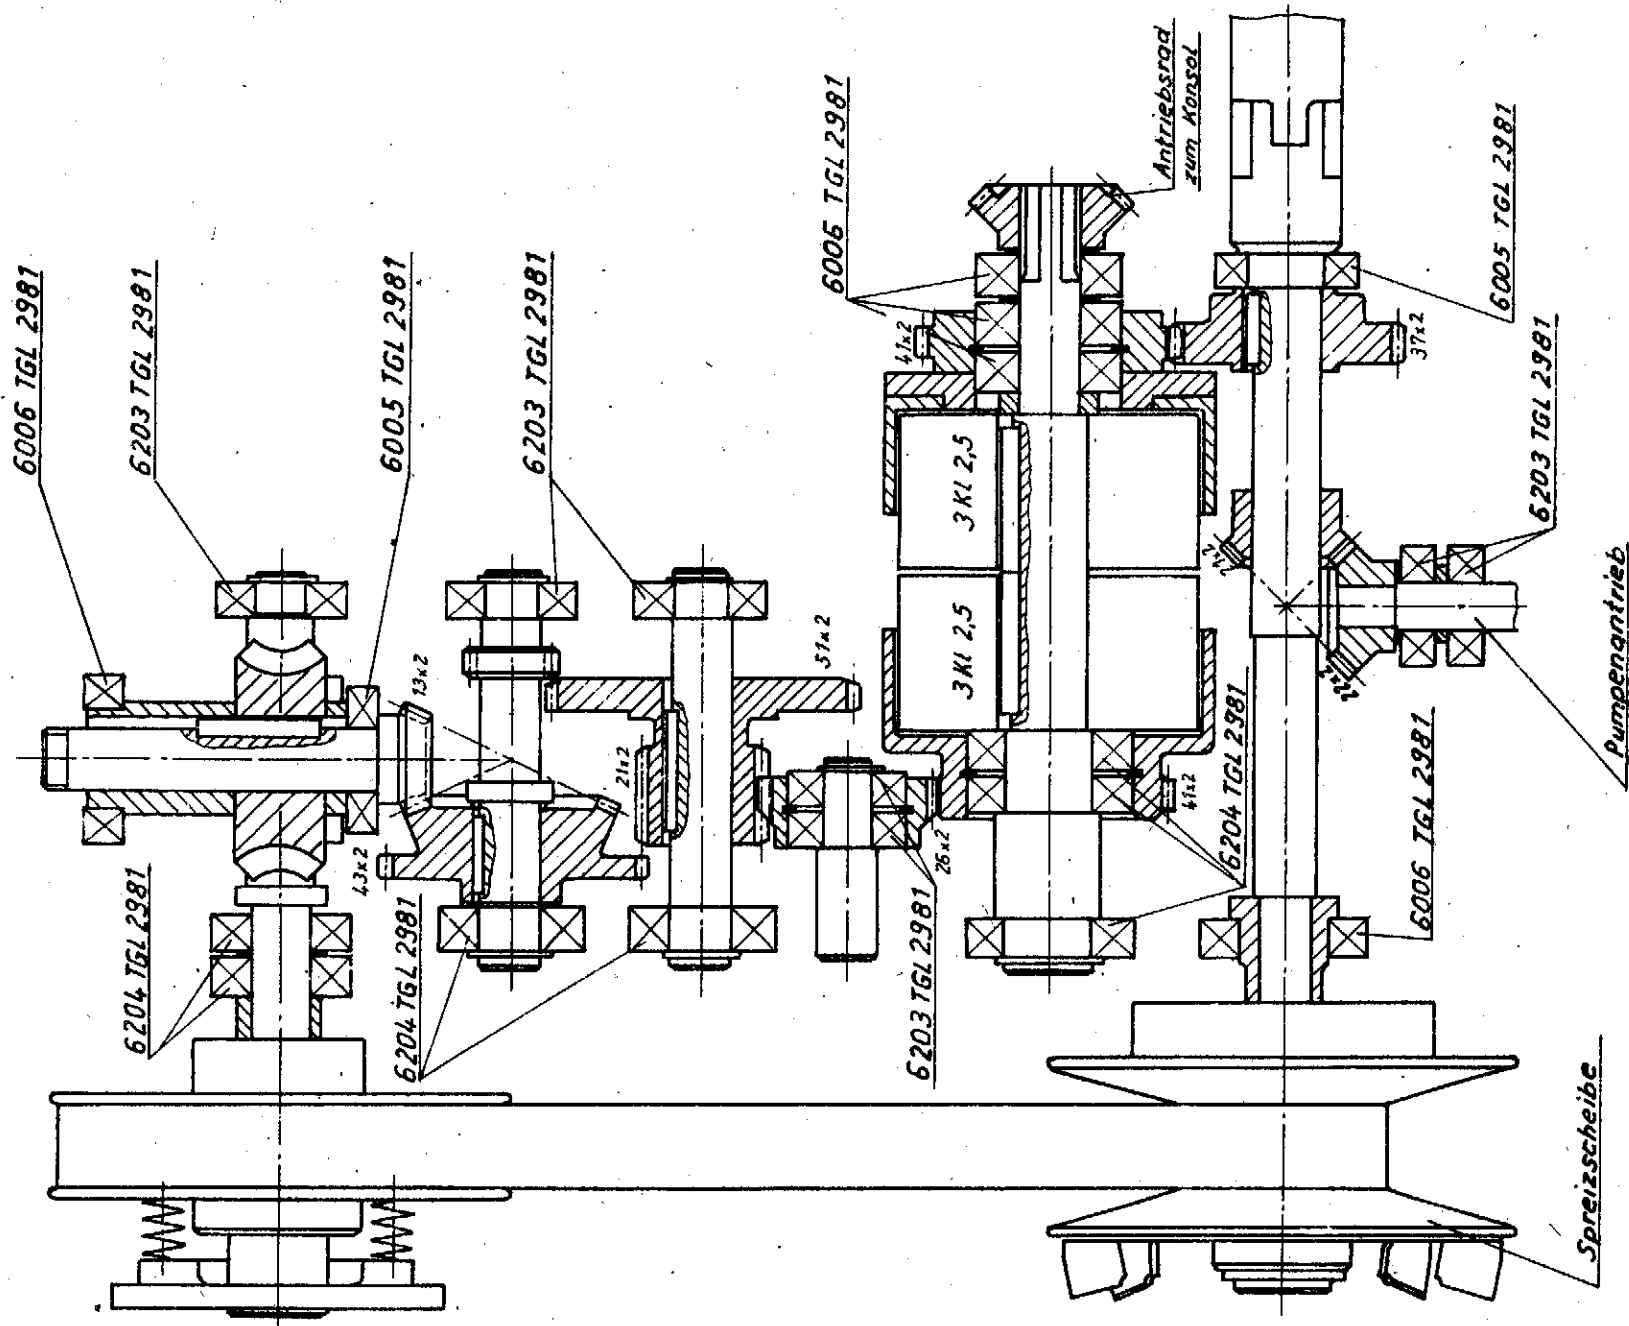 6006 TGL 2981
6203 TGL 2981
6005 TGL 2981
6203 TGL 2981
6006 TGL 2981
Antriebsrad
zum Konsol
6005 TGL 2981
6203 TGL 2981
41x2
37x2
3 Kl 2,5
3 Kl 2,5
24x2
24x2
13x2
51x2
21x2
43x2
26x2
41x2
6204 TGL 2981
6204 TGL 2981
6203 TGL 2981
6204 TGL 2981
6006 TGL 2981
Pumpenantrieb
Spreizscheibe